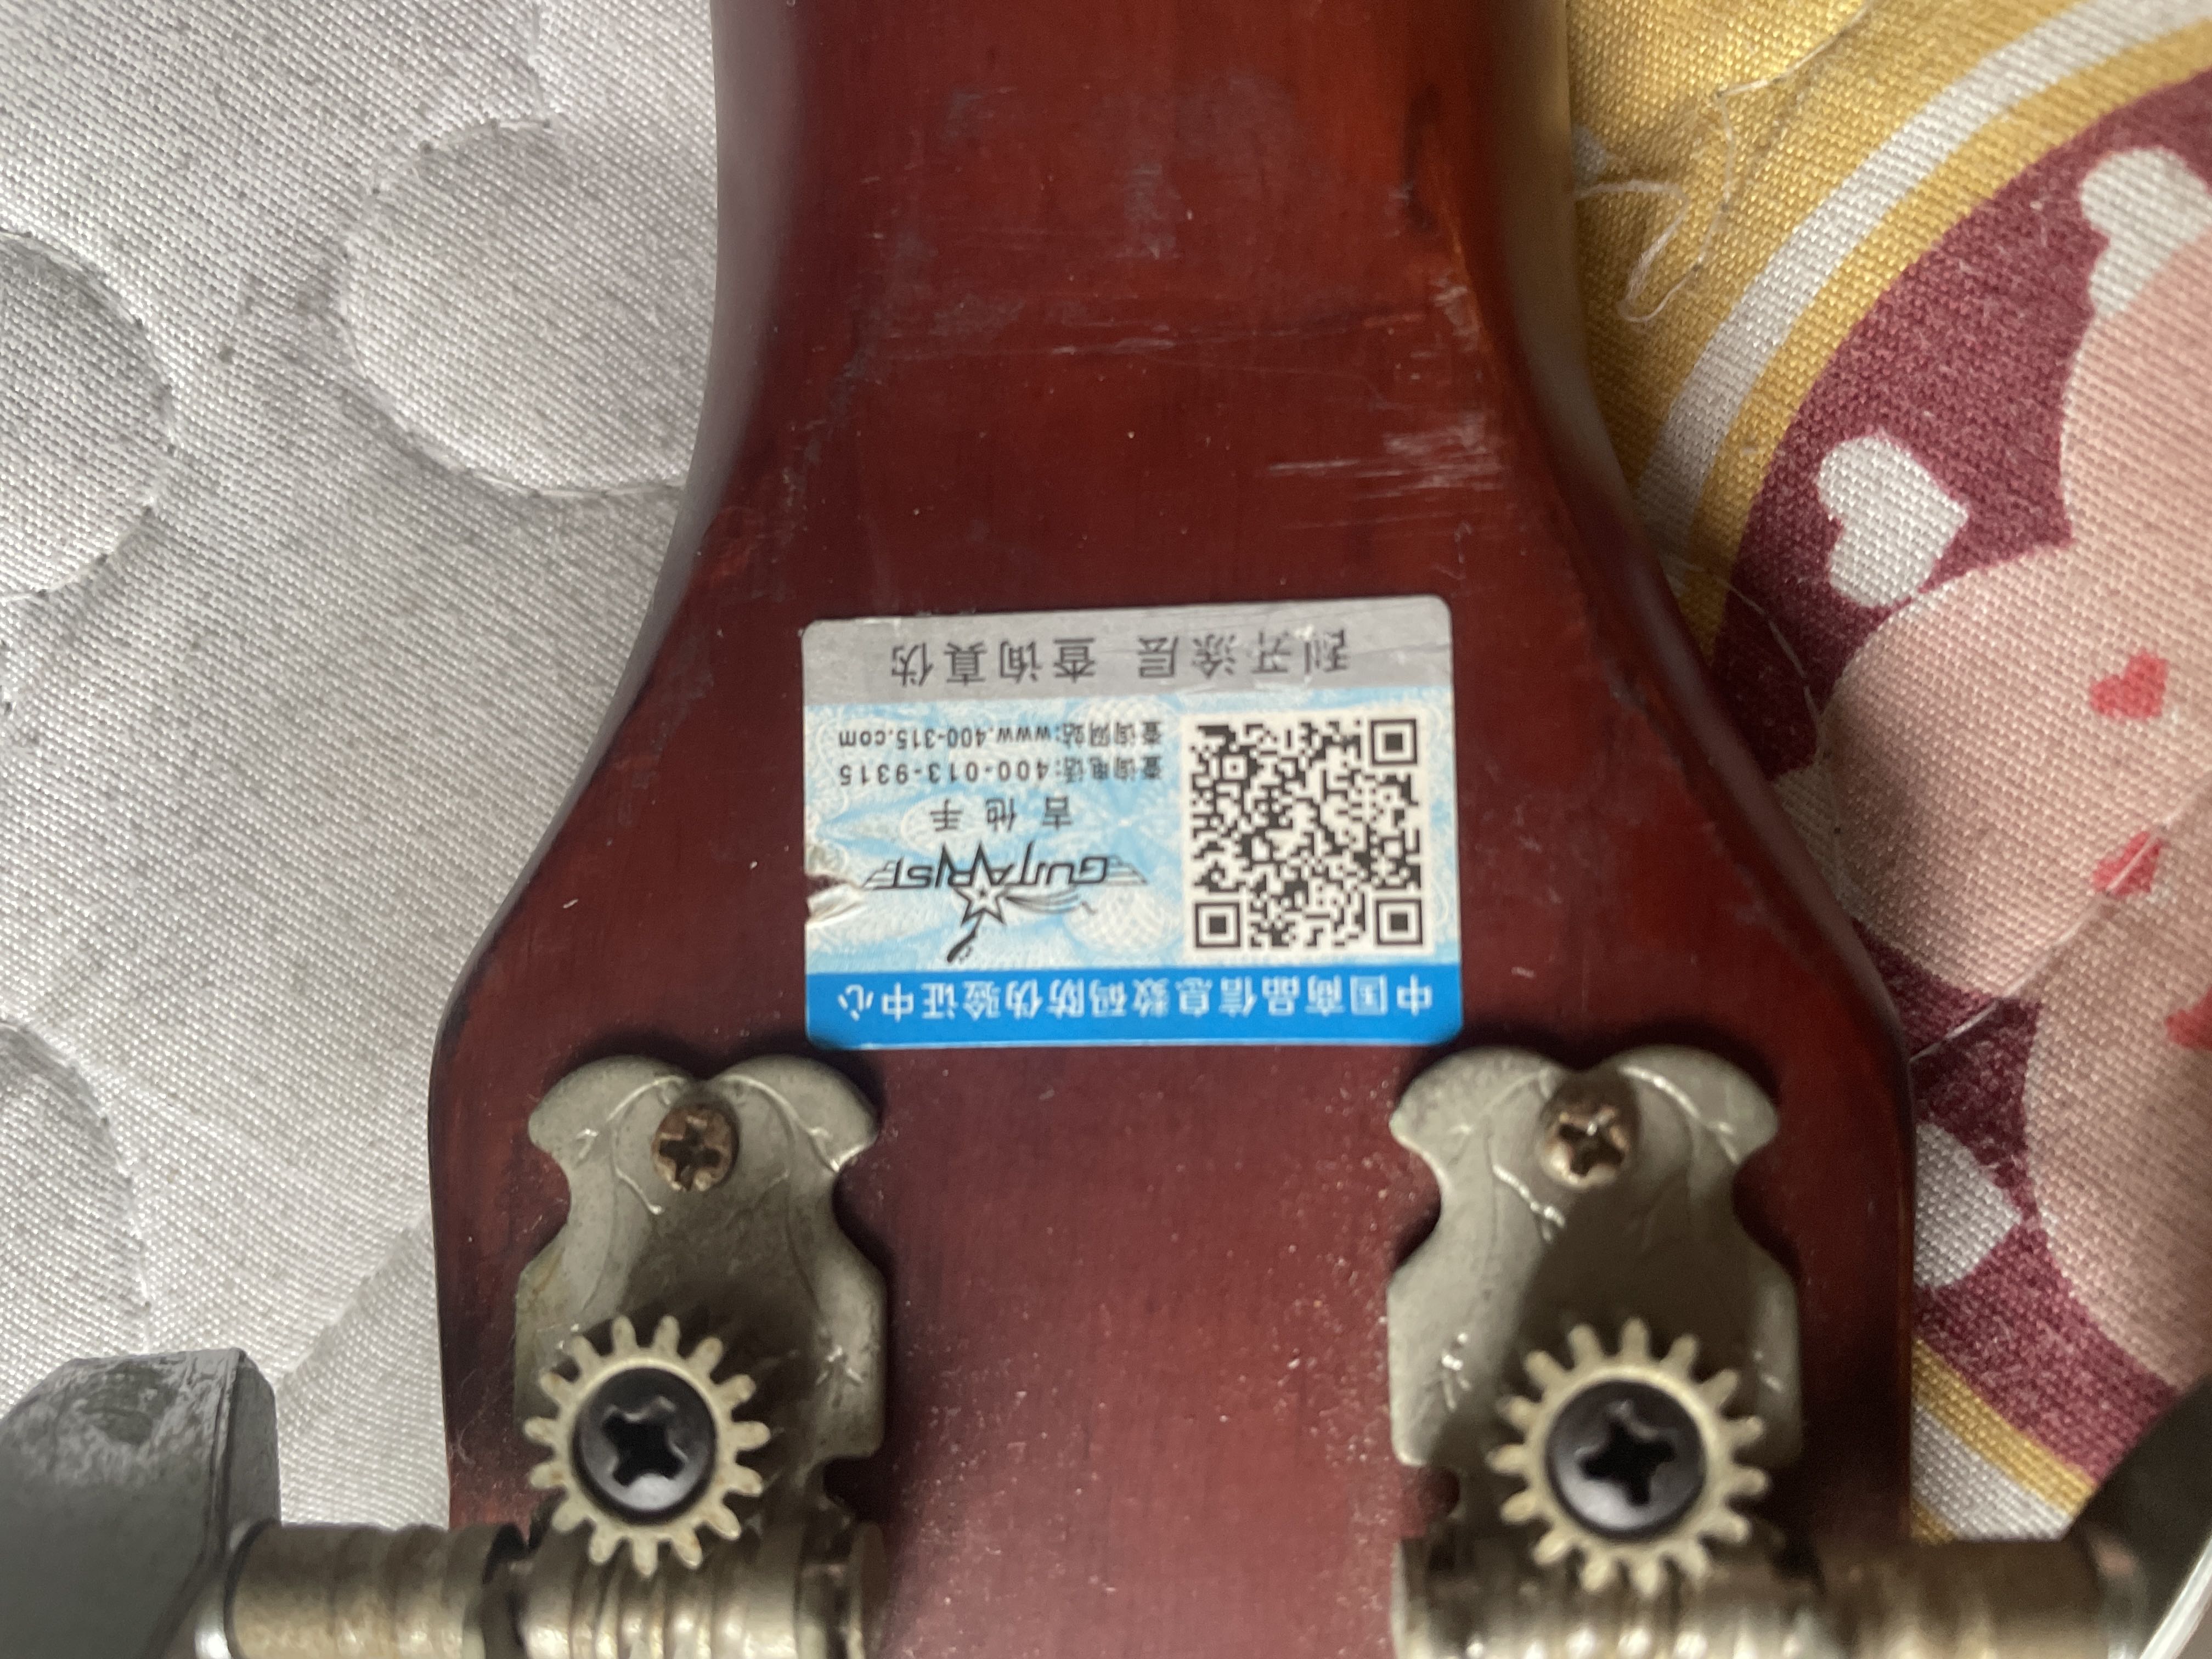 中国商品信息数码防伪验证中心
GUITARIST
吉他手
查询电话:400-013-9315
查询网站:www.400-315.com
刮开涂层 查询真伪